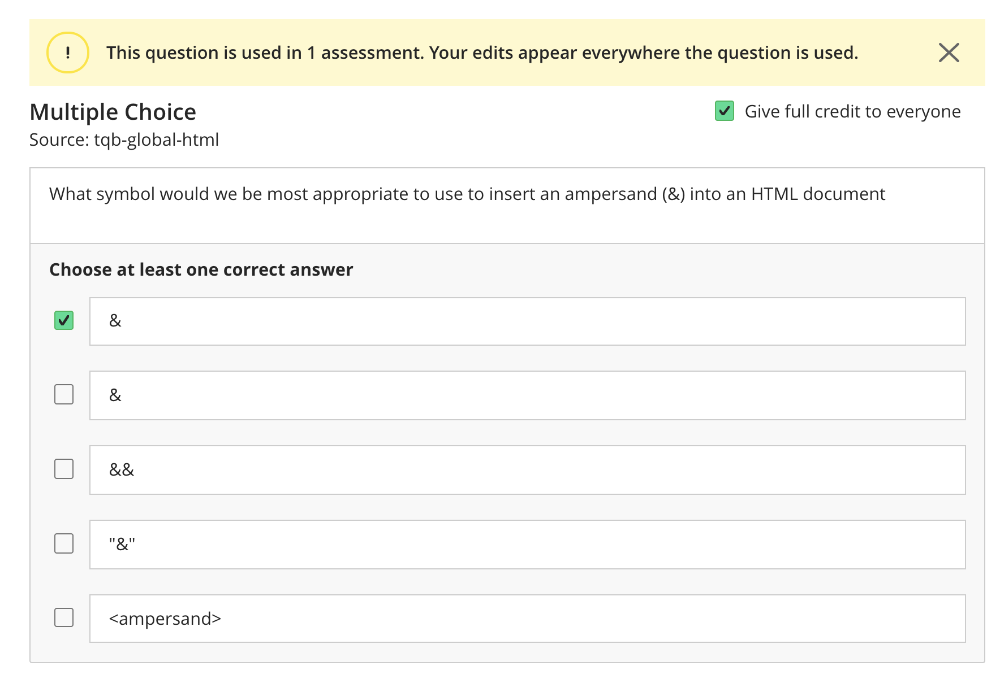 !
This question is used in 1 assessment. Your edits appear everywhere the question is used.
Multiple Choice
Give full credit to everyone
Source: tqb-global-html
What symbol would we be most appropriate to use to insert an ampersand (&) into an HTML document
Choose at least one correct answer
&
&
&&
"&"
<ampersand>